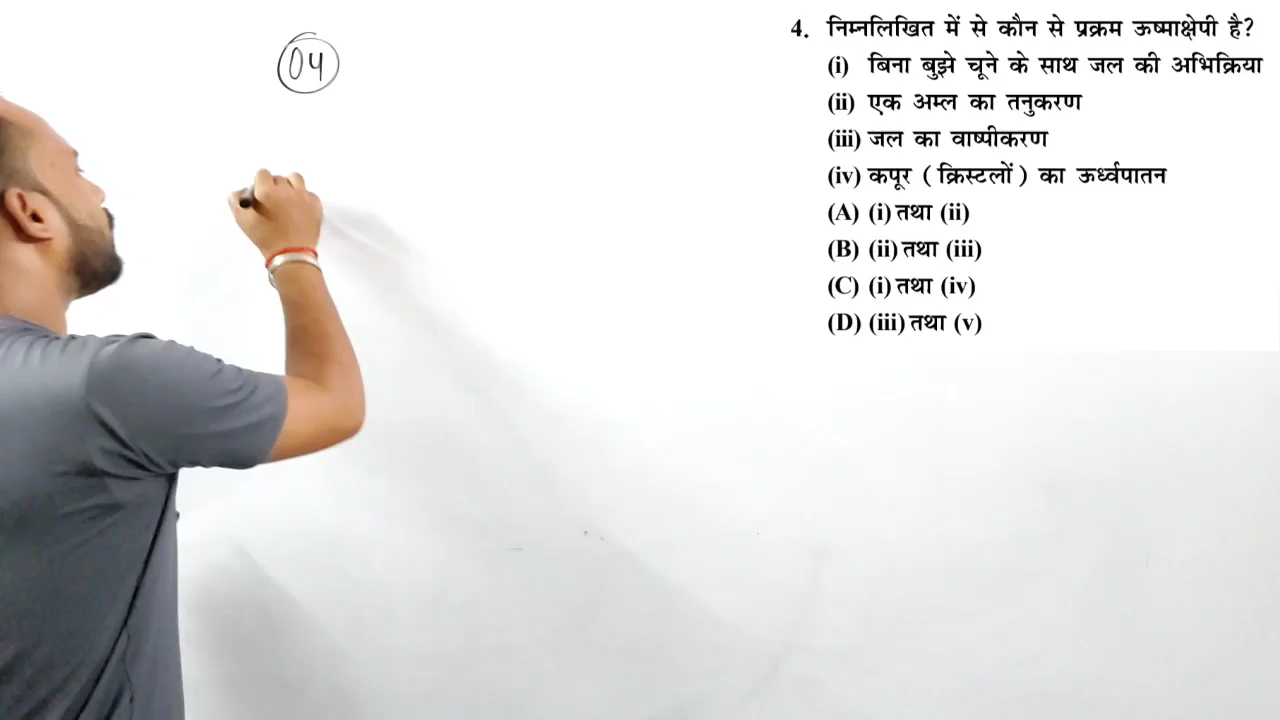 04
4. निम्नलिखित में से कौन से प्रक्रम ऊष्माक्षेपी है?
(i) बिना बुझे चूने के साथ जल की अभिक्रिया
(ii) एक अम्ल का तनुकरण
(iii) जल का वाष्पीकरण
(iv) कपूर ( क्रिस्टलों ) का ऊर्ध्वपातन
(A) (i) तथा (ii)
(B) (ii) तथा (iii)
(C) (i) तथा (iv)
(D) (iii) तथा (v)